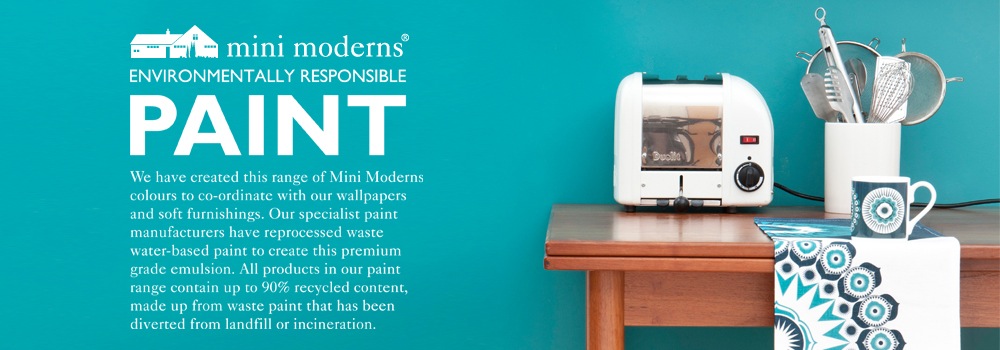 mini moderns®
ENVIRONMENTALLY RESPONSIBLE
PAINT
We have created this range of Mini Moderns
colours to co-ordinate with our wallpapers
and soft furnishings. Our specialist paint
manufacturers have reprocessed waste
water-based paint to create this premium
grade emulsion. All products in our paint
range contain up to 90% recycled content,
made up from waste paint that has been
diverted from landfill or incineration.
Dualit